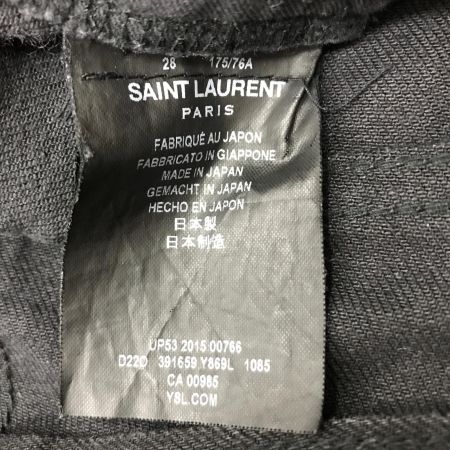 28 175/76A
SAINT LAURENT
PARIS
FABRIQUÉ AU JAPON
FABBRICATO IN GIAPPONE
MADE IN JAPAN
GEMACHT IN JAPAN
HECHO EN JAPON
日本製
日本制造
UP53 2015 00766
D22O 391659 Y869L 1085
CA 00985
YSL.COM